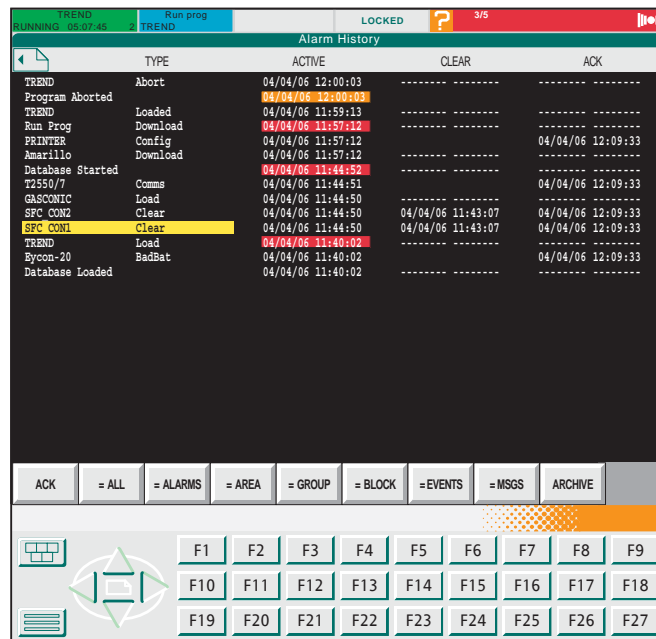 TREND Run prog
RUNNING 05:07:45 2 TREND LOCKED ? 3/5
Alarm History
TYPE ACTIVE CLEAR ACK
TREND Abort 04/04/06 12:00:03 -------- -------- -------- --------
Program Aborted 04/04/06 12:00:03
TREND Loaded 04/04/06 11:59:13 -------- -------- -------- --------
Run Prog Download 04/04/06 11:57:12 -------- -------- -------- --------
PRINTER Config 04/04/06 11:57:12 04/04/06 12:09:33
Amarillo Download 04/04/06 11:57:12 -------- -------- -------- --------
Database Started 04/04/06 11:44:52 -------- -------- -------- --------
T2550/7 Comms 04/04/06 11:44:51 04/04/06 12:09:33
GASCONIC Load 04/04/06 11:44:50 -------- -------- -------- --------
SFC_CON2 Clear 04/04/06 11:44:50 04/04/06 11:43:07 04/04/06 12:09:33
SFC_CON1 Clear 04/04/06 11:44:50 04/04/06 11:43:07 04/04/06 12:09:33
TREND Load 04/04/06 11:40:02 -------- -------- -------- --------
Eycon-20 BadBat 04/04/06 11:40:02 04/04/06 12:09:33
Database Loaded 04/04/06 11:40:02 -------- -------- -------- --------
ACK = ALL = ALARMS = AREA = GROUP = BLOCK = EVENTS = MSGS ARCHIVE
F1 F2 F3 F4 F5 F6 F7 F8 F9
F10 F11 F12 F13 F14 F15 F16 F17 F18
F19 F20 F21 F22 F23 F24 F25 F26 F27